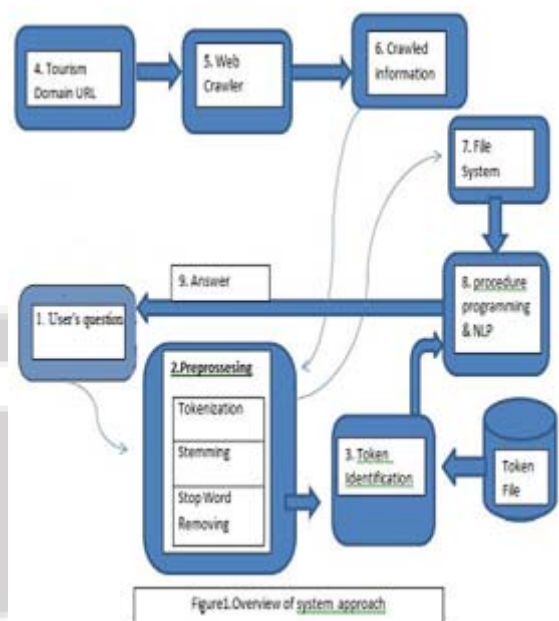 4. Tourism
Domain URL
5. Web
Crawler
6. Crawled
information
7. File
System
9. Answer
8. procedure
programming
& NLP
1. User's question
2.Preprossesing
Tokenization
Stemming
Stop Word
Removing
3. Token
Identification
Token
File
Figure1.Overview of system approach